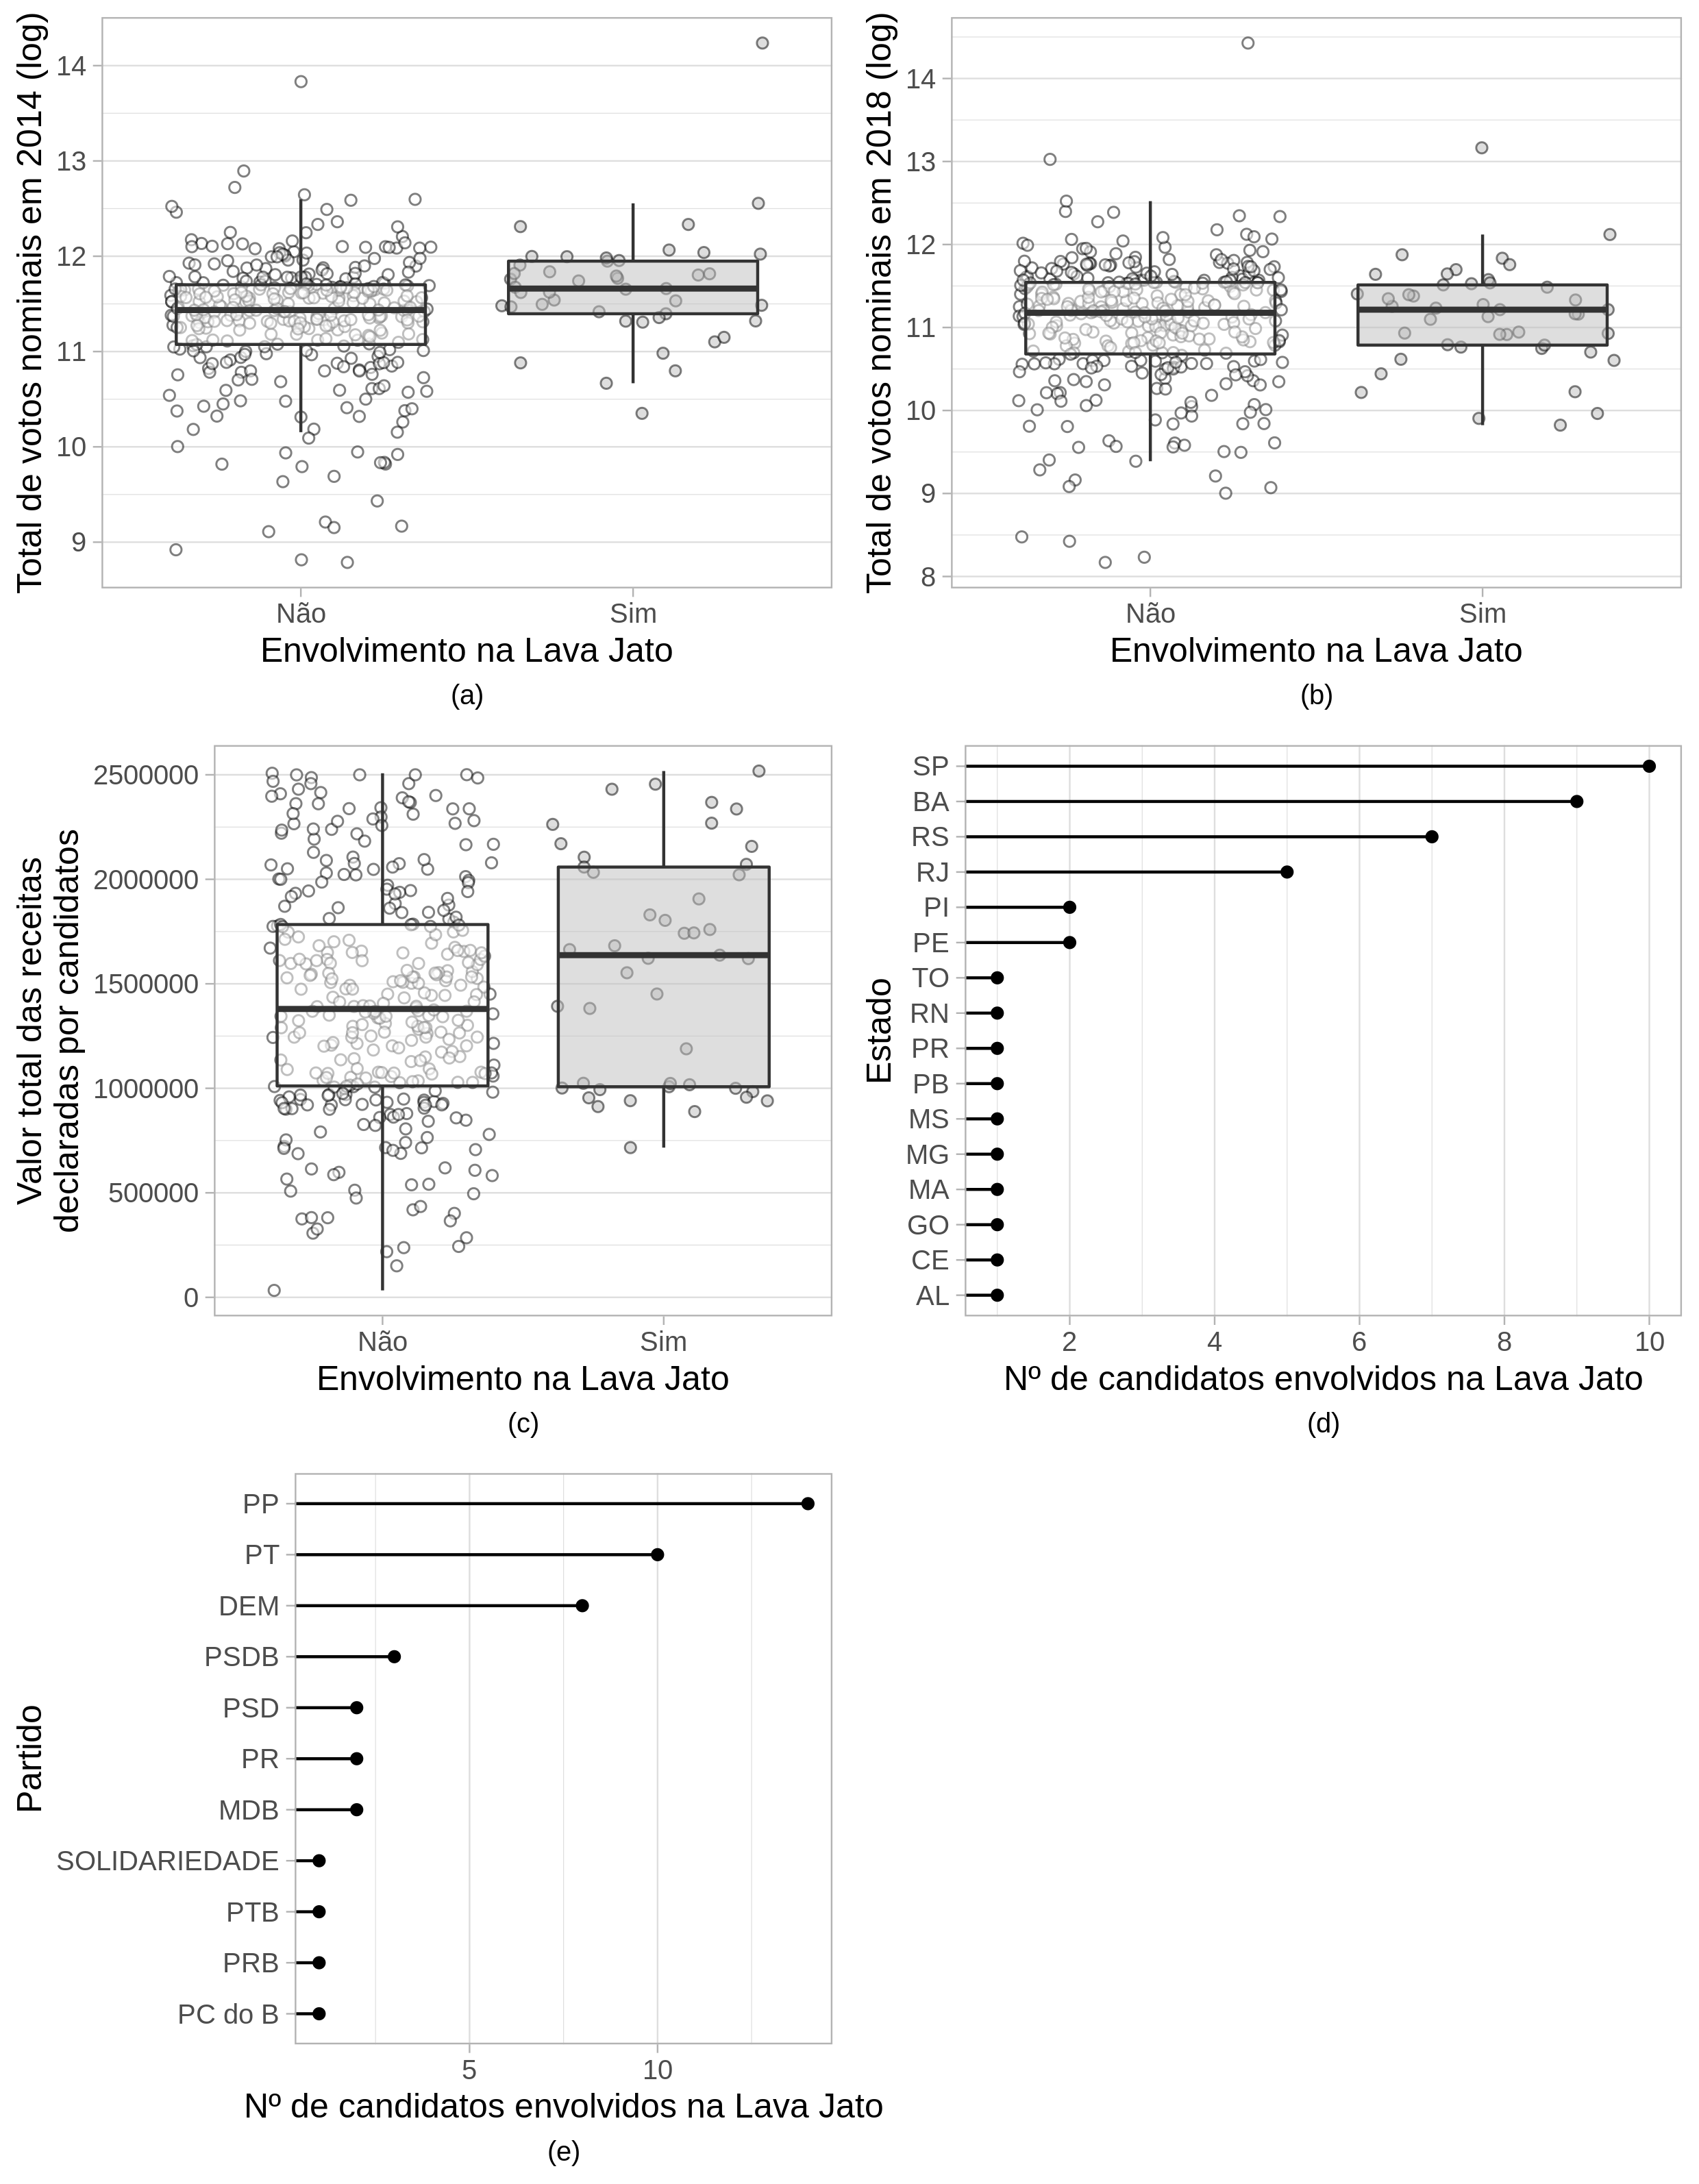 Total de votos nominais em 2014 (log)
14
13
12
11
10
9
Não
Sim
Envolvimento na Lava Jato
(a)
Total de votos nominais em 2018 (log)
14
13
12
11
10
9
8
Não
Sim
Envolvimento na Lava Jato
(b)
Valor total das receitas
declaradas por candidatos
2500000
2000000
1500000
1000000
500000
0
Não
Sim
Envolvimento na Lava Jato
(c)
Estado
SP
BA
RS
RJ
PI
PE
TO
RN
PR
PB
MS
MG
MA
GO
CE
AL
2
4
6
8
10
Nº de candidatos envolvidos na Lava Jato
(d)
Partido
PP
PT
DEM
PSDB
PSD
PR
MDB
SOLIDARIEDADE
PTB
PRB
PC do B
5
10
Nº de candidatos envolvidos na Lava Jato
(e)